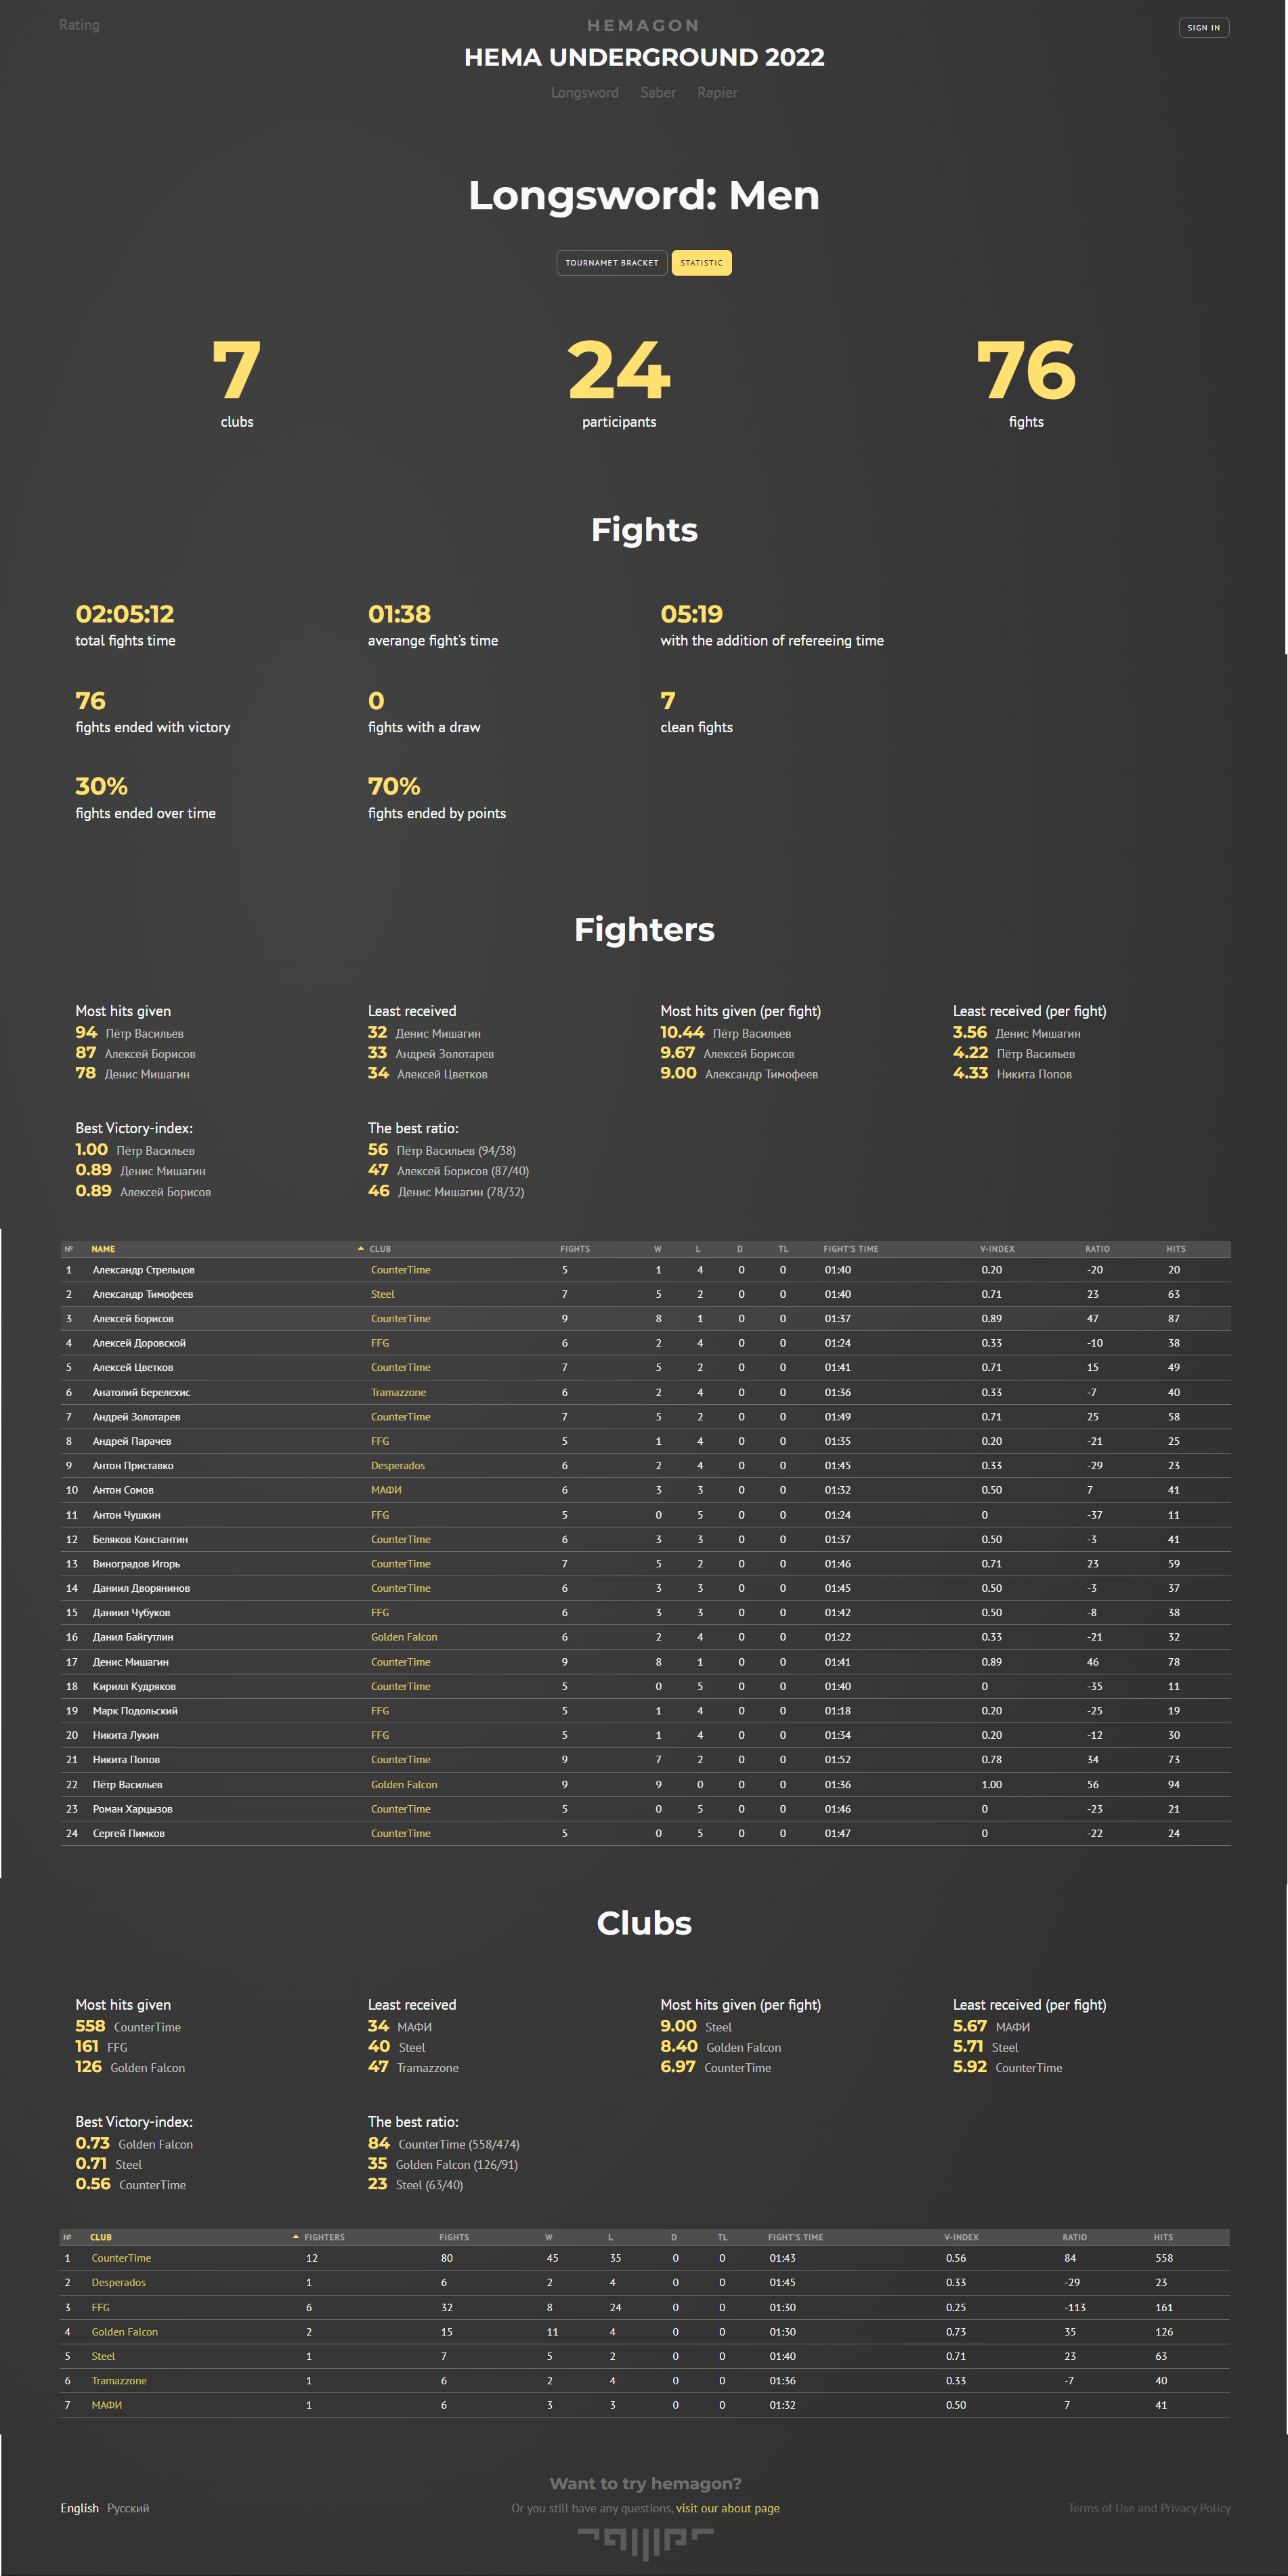 Rating HEMAGON SIGN IN
HEMA UNDERGROUND 2022
Longsword Saber Rapier
Longsword: Men
TOURNAMET BRACKET STATISTIC
7 24 76
clubs participants fights
Fights
02:05:12 01:38 05:19
total fights time averange fight's time with the addition of refereeing time
76 0 7
fights ended with victory fights with a draw clean fights
30% 70%
fights ended over time fights ended by points
Fighters
Most hits given Least received Most hits given (per fight) Least received (per fight)
94 Пётр Васильев 32 Денис Мишагин 10.44 Пётр Васильев 3.56 Денис Мишагин
87 Алексей Борисов 33 Андрей Золотарев 9.67 Алексей Борисов 4.22 Пётр Васильев
78 Денис Мишагин 34 Алексей Цветков 9.00 Александр Тимофеев 4.33 Никита Попов
Best Victory-index: The best ratio:
1.00 Пётр Васильев 56 Пётр Васильев (94/38)
0.89 Денис Мишагин 47 Алексей Борисов (87/40)
0.89 Алексей Борисов 46 Денис Мишагин (78/32)
№ NAME CLUB FIGHTS W L D TL FIGHT'S TIME V-INDEX RATIO HITS
1 Александр Стрельцов CounterTime 5 1 4 0 0 01:40 0.20 -20 20
2 Александр Тимофеев Steel 7 5 2 0 0 01:40 0.71 23 63
3 Алексей Борисов CounterTime 9 8 1 0 0 01:37 0.89 47 87
4 Алексей Доровской FFG 6 2 4 0 0 01:24 0.33 -10 38
5 Алексей Цветков CounterTime 7 5 2 0 0 01:41 0.71 15 49
6 Анатолий Берелехис Tramazzone 6 2 4 0 0 01:36 0.33 -7 40
7 Андрей Золотарев CounterTime 7 5 2 0 0 01:49 0.71 25 58
8 Андрей Парачев FFG 5 1 4 0 0 01:35 0.20 -21 25
9 Антон Приставко Desperados 6 2 4 0 0 01:45 0.33 -29 23
10 Антон Сомов МАФИ 6 3 3 0 0 01:32 0.50 7 41
11 Антон Чушкин FFG 5 0 5 0 0 01:24 0 -37 11
12 Беляков Константин CounterTime 6 3 3 0 0 01:37 0.50 -3 41
13 Виноградов Игорь CounterTime 7 5 2 0 0 01:46 0.71 23 59
14 Даниил Дворянинов CounterTime 6 3 3 0 0 01:45 0.50 -3 37
15 Даниил Чубуков FFG 6 3 3 0 0 01:42 0.50 -8 38
16 Данил Байгутлин Golden Falcon 6 2 4 0 0 01:22 0.33 -21 32
17 Денис Мишагин CounterTime 9 8 1 0 0 01:41 0.89 46 78
18 Кирилл Кудряков CounterTime 5 0 5 0 0 01:40 0 -35 11
19 Марк Подольский FFG 5 1 4 0 0 01:18 0.20 -25 19
20 Никита Лукин FFG 5 1 4 0 0 01:34 0.20 -12 30
21 Никита Попов CounterTime 9 7 2 0 0 01:52 0.78 34 73
22 Пётр Васильев Golden Falcon 9 9 0 0 0 01:36 1.00 56 94
23 Роман Харцызов CounterTime 5 0 5 0 0 01:46 0 -23 21
24 Сергей Пимков CounterTime 5 0 5 0 0 01:47 0 -22 24
Clubs
Most hits given Least received Most hits given (per fight) Least received (per fight)
558 CounterTime 34 МАФИ 9.00 Steel 5.67 МАФИ
161 FFG 40 Steel 8.40 Golden Falcon 5.71 Steel
126 Golden Falcon 47 Tramazzone 6.97 CounterTime 5.92 CounterTime
Best Victory-index: The best ratio:
0.73 Golden Falcon 84 CounterTime (558/474)
0.71 Steel 35 Golden Falcon (126/91)
0.56 CounterTime 23 Steel (63/40)
№ CLUB FIGHTERS FIGHTS W L D TL FIGHT'S TIME V-INDEX RATIO HITS
1 CounterTime 12 80 45 35 0 0 01:43 0.56 84 558
2 Desperados 1 6 2 4 0 0 01:45 0.33 -29 23
3 FFG 6 32 8 24 0 0 01:30 0.25 -113 161
4 Golden Falcon 2 15 11 4 0 0 01:30 0.73 35 126
5 Steel 1 7 5 2 0 0 01:40 0.71 23 63
6 Tramazzone 1 6 2 4 0 0 01:36 0.33 -7 40
7 МАФИ 1 6 3 3 0 0 01:32 0.50 7 41
Want to try hemagon?
English Русский Or you still have any questions, visit our about page Terms of Use and Privacy Policy